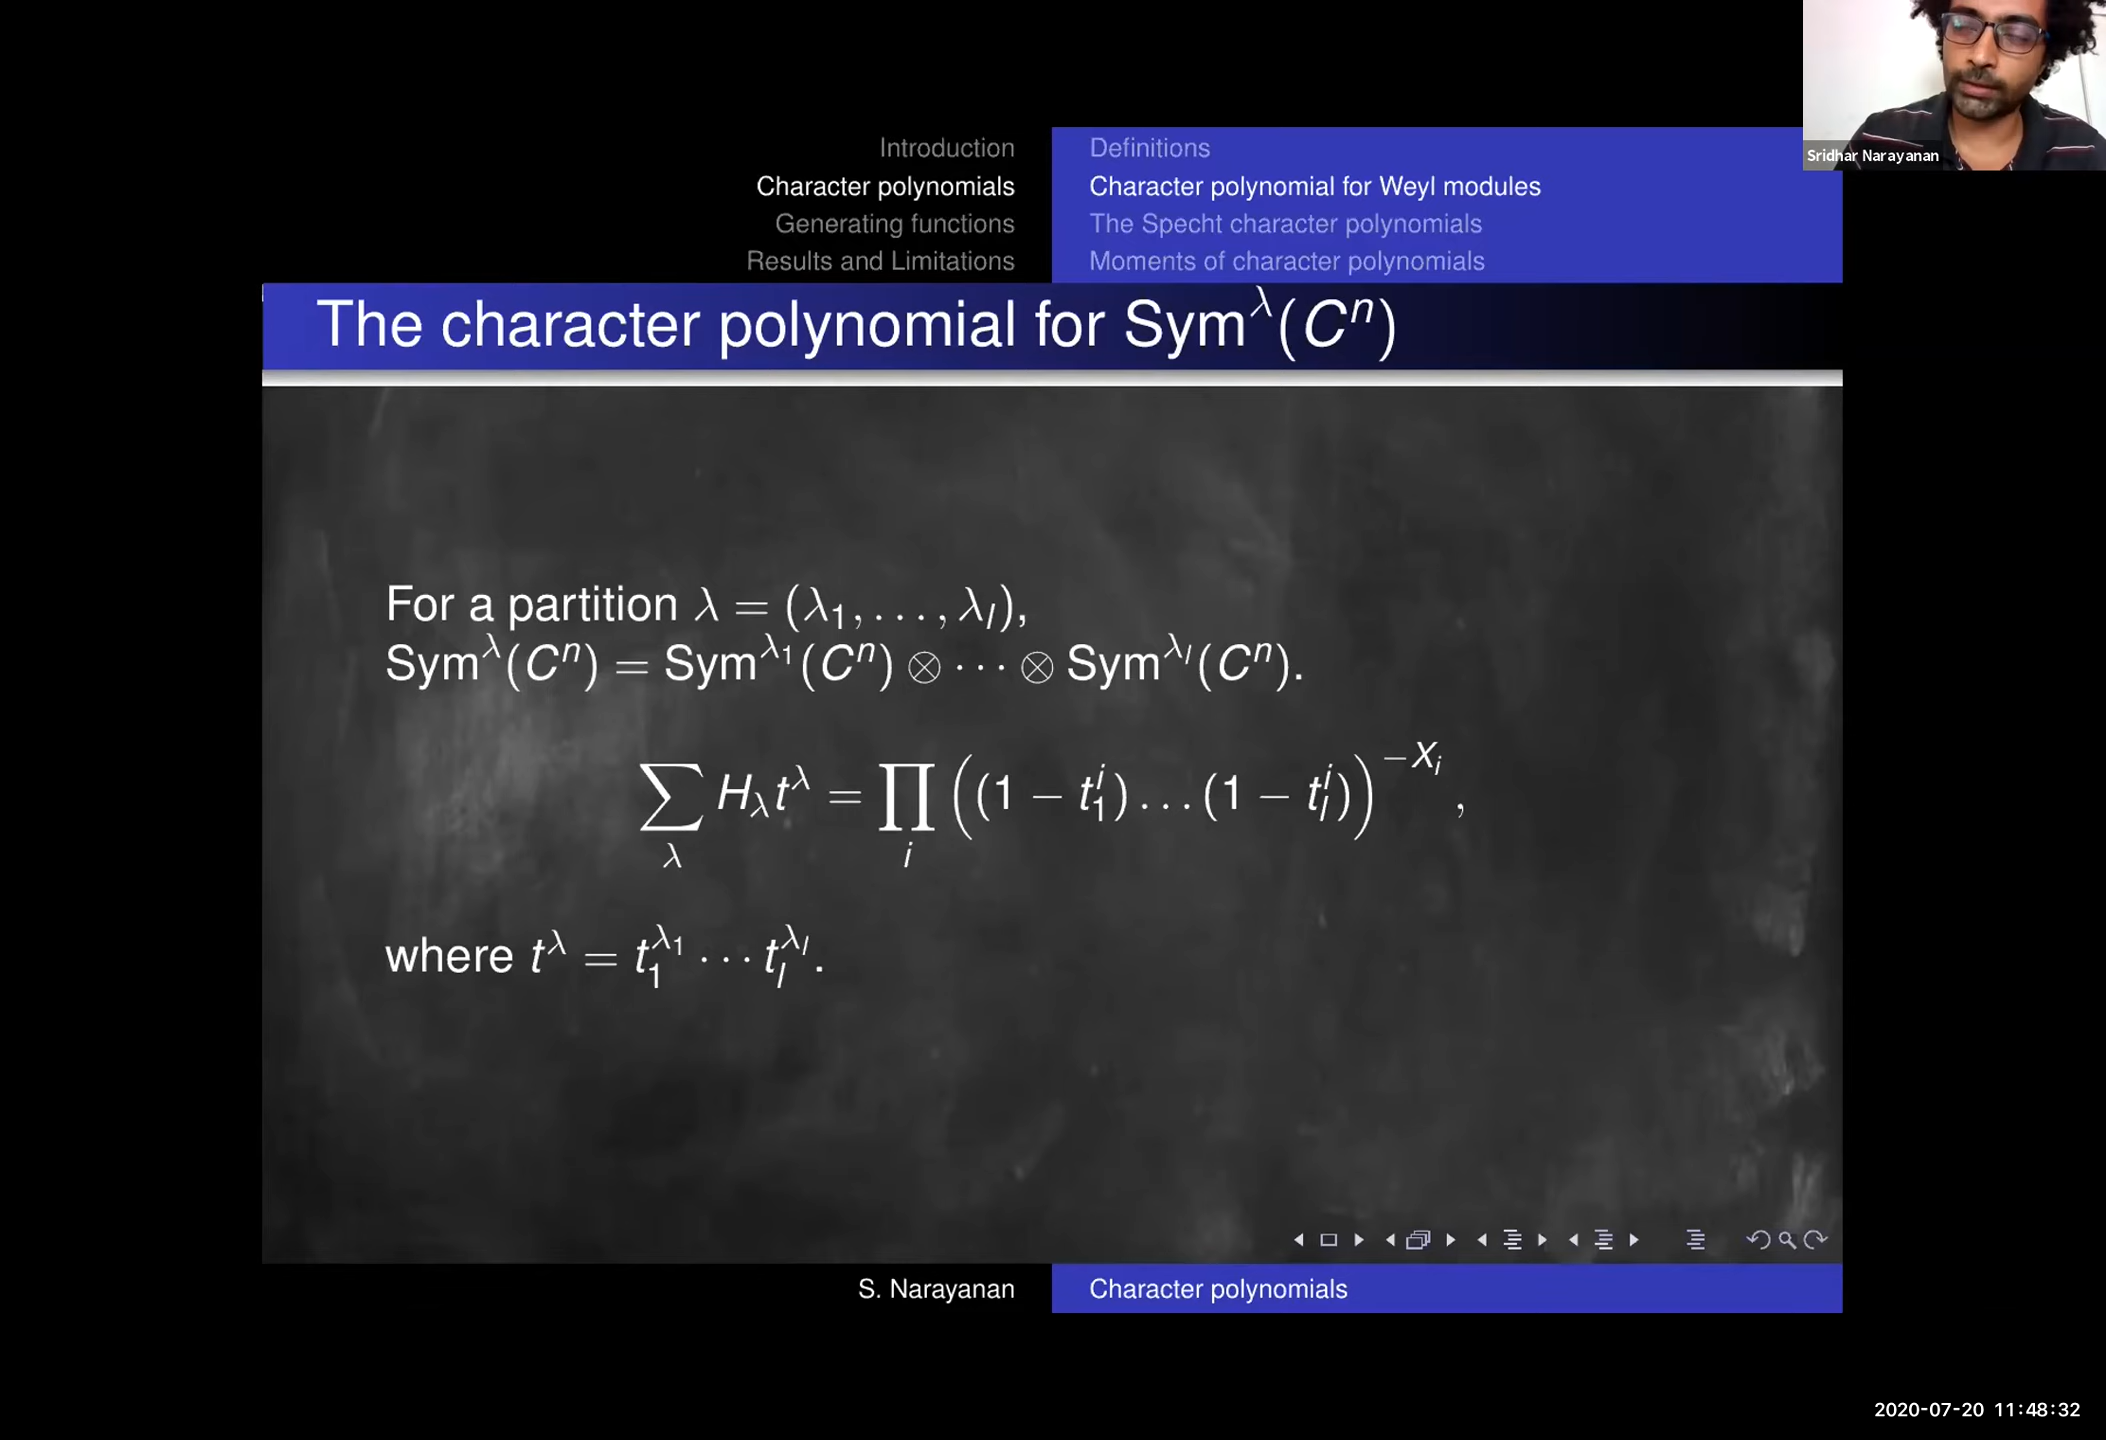 Introduction
Character polynomials
Generating functions
Results and Limitations
Definitions
Character polynomial for Weyl modules
The Specht character polynomials
Moments of character polynomials
Sridhar Narayanan
The character polynomial for Sym^λ(C^n)
For a partition λ = (λ_1, . . . , λ_l),
Sym^λ(C^n) = Sym^{λ_1}(C^n) ⊗ · · · ⊗ Sym^{λ_l}(C^n).
∑_λ H_λ t^λ = ∏_i ((1 − t_1^i) . . . (1 − t_l^i))^{−X_i} ,
where t^λ = t_1^{λ_1} · · · t_l^{λ_l}.
S. Narayanan
Character polynomials
2020-07-20 11:48:32